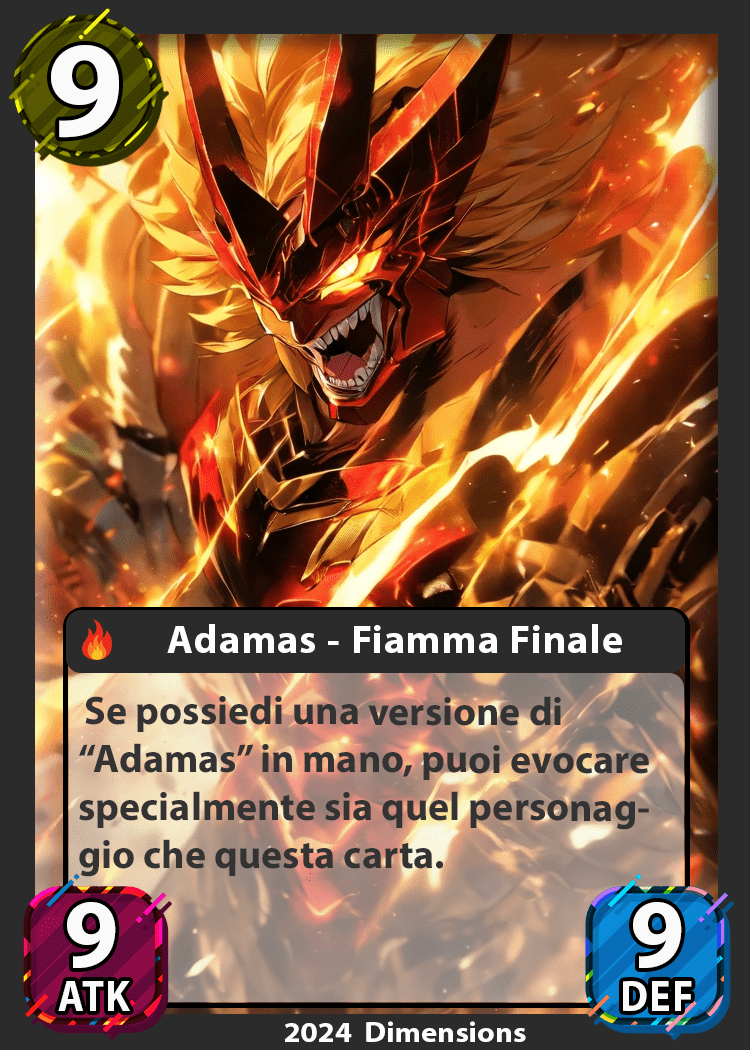 9
Adamas - Fiamma Finale
Se possiedi una versione di
“Adamas” in mano, puoi evocare
specialmente sia quel personag-
gio che questa carta.
9
ATK
9
DEF
2024 Dimensions